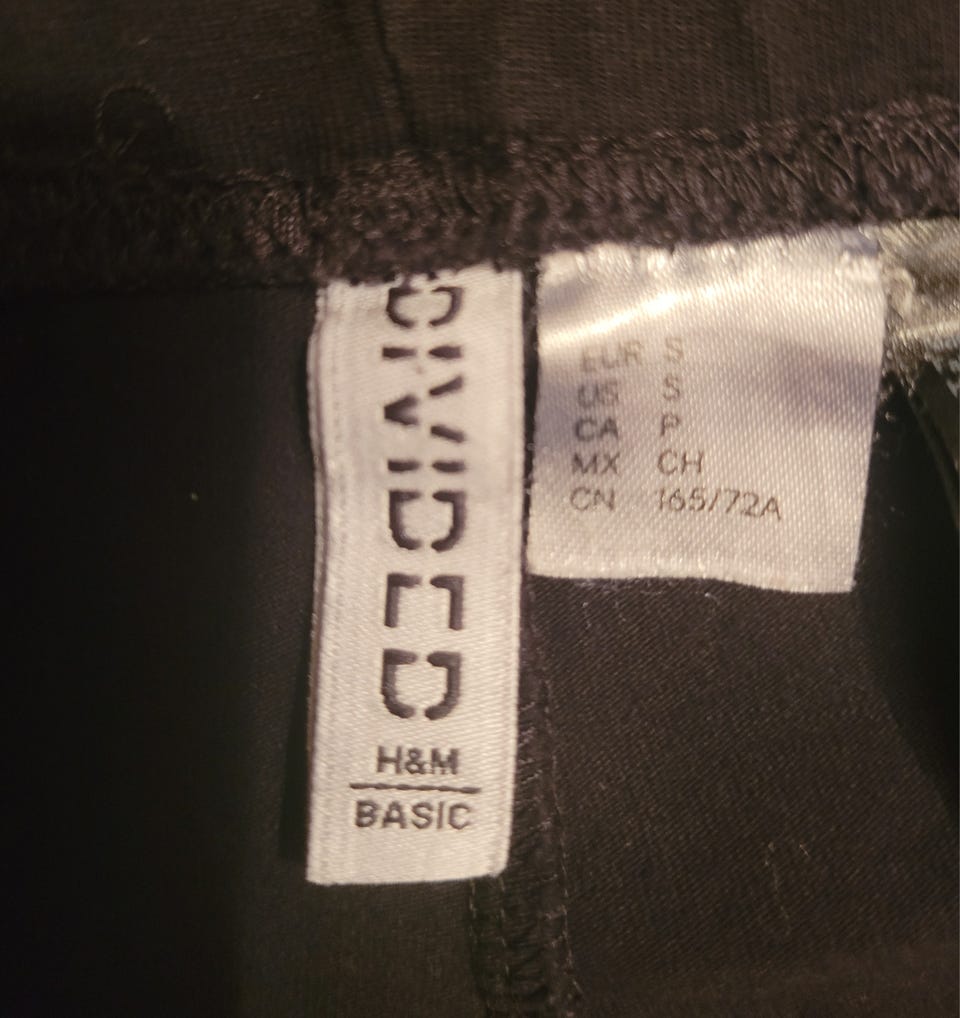 DIVIDED
H&M
BASIC
EUR S
US S
CA P
MX CH
CN 165/72A